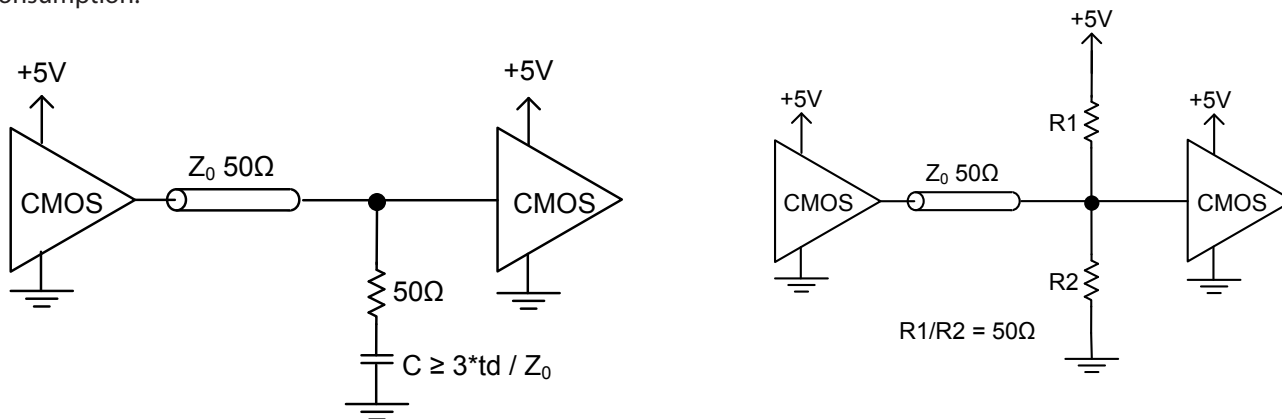 +5V
+5V
CMOS
Z₀ 50Ω
CMOS
50Ω
C ≥ 3*td / Z₀
+5V
+5V
R1
+5V
CMOS
Z₀ 50Ω
CMOS
R2
R1/R2 = 50Ω